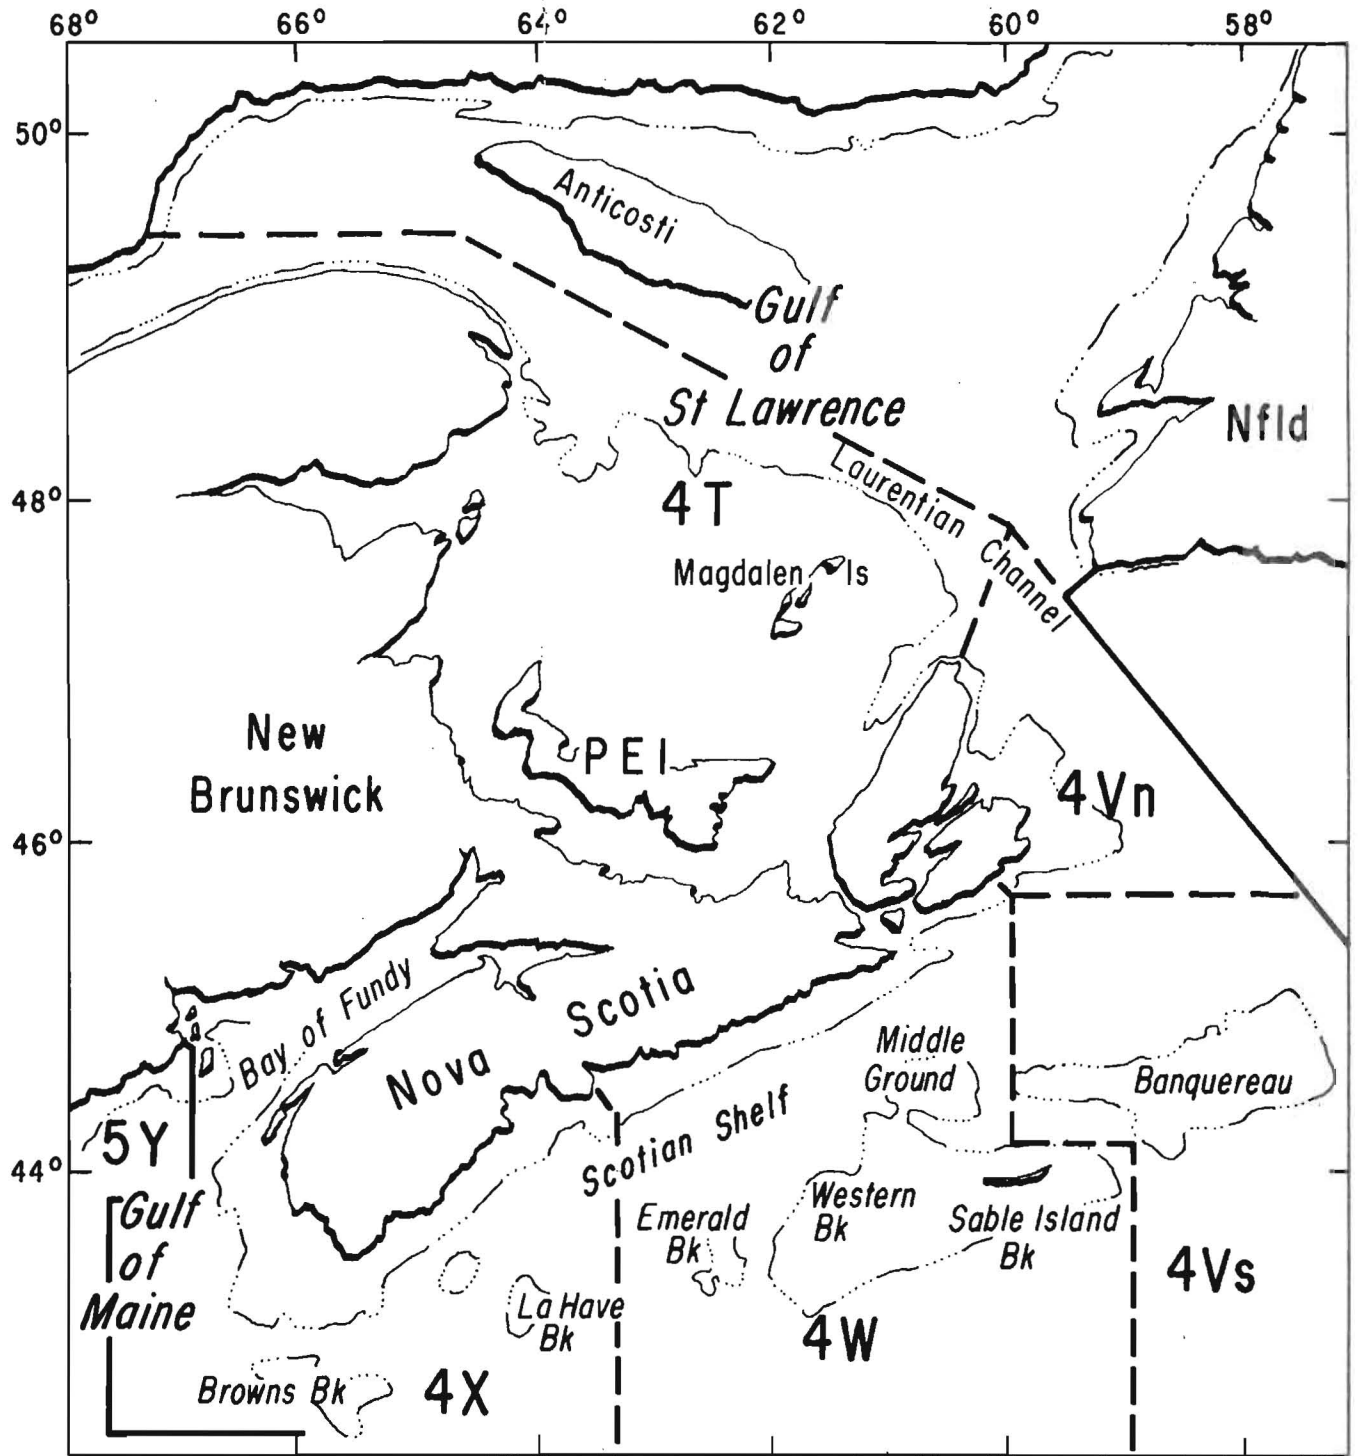 68° 66° 64° 62° 60° 58°
50°
Anticosti
Gulf
of
St Lawrence
Nfld
48°
4T
Laurentian Channel
Magdalen Is
New
Brunswick
PEI
4Vn
46°
Bay of Fundy
Nova Scotia
Middle
Ground
Banquereau
Scotian Shelf
5Y
44°
Gulf
of
Maine
Western
Bk
Emerald
Bk
Sable Island
Bk
4Vs
La Have
Bk
4W
Browns Bk
4X